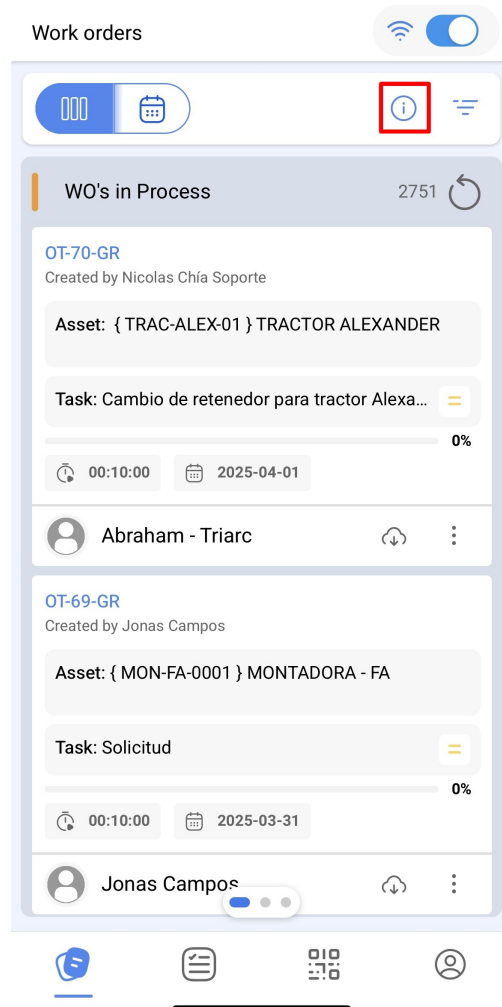 Work orders
WO's in Process 2751
OT-70-GR
Created by Nicolas Chía Soporte
Asset: { TRAC-ALEX-01 } TRACTOR ALEXANDER
Task: Cambio de retenedor para tractor Alexa...
0%
00:10:00 2025-04-01
Abraham - Triarc
OT-69-GR
Created by Jonas Campos
Asset: { MON-FA-0001 } MONTADORA - FA
Task: Solicitud
0%
00:10:00 2025-03-31
Jonas Campos